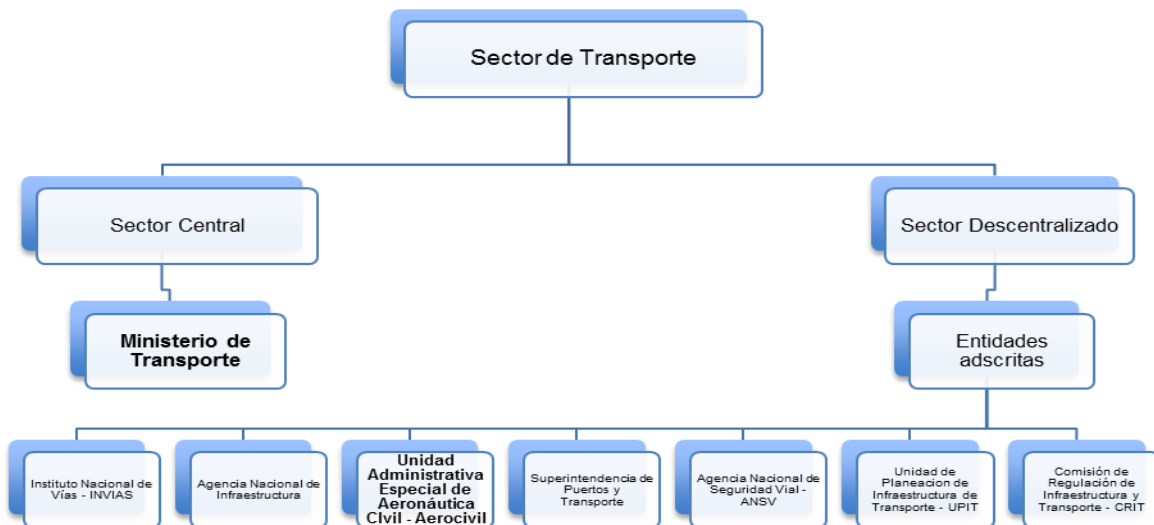 Sector de Transporte
Sector Central
Sector Descentralizado
Ministerio de
Transporte
Entidades
adscritas
Instituto Nacional de
Vías - INVIAS
Agencia Nacional de
Infraestructura
Unidad
Administrativa
Especial de
Aeronáutica
CIvil - Aerocivil
Superintendencia de
Puertos y
Transporte
Agencia Nacional de
Seguridad Vial -
ANSV
Unidad de
Planeacion de
Infraestructura de
Transporte - UPIT
Comisión de
Regulación de
Infraestructura y
Transporte - CRIT